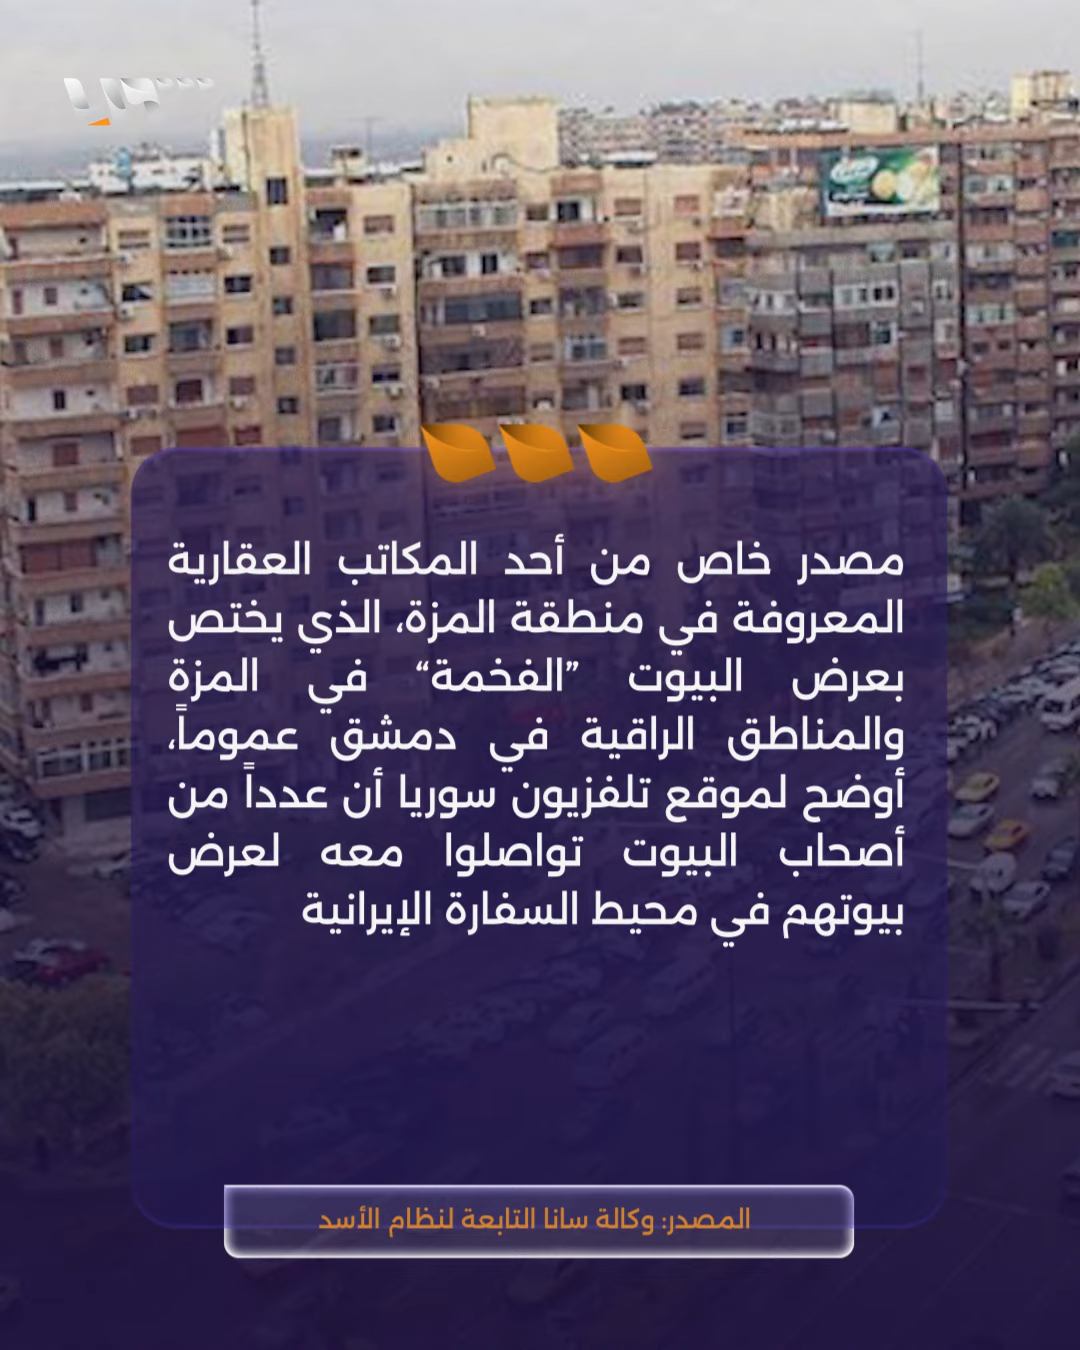 مصدر خاص من أحد المكاتب العقارية
المعروفة في منطقة المزة، الذي يختص
بعرض البيوت ”الفخمة“ في المزة
والمناطق الراقية في دمشق عموماً،
أوضح لموقع تلفزيون سوريا أن عدداً من
أصحاب البيوت تواصلوا معه لعرض
بيوتهم في محيط السفارة الإيرانية
المصدر: وكالة سانا التابعة لنظام الأسد